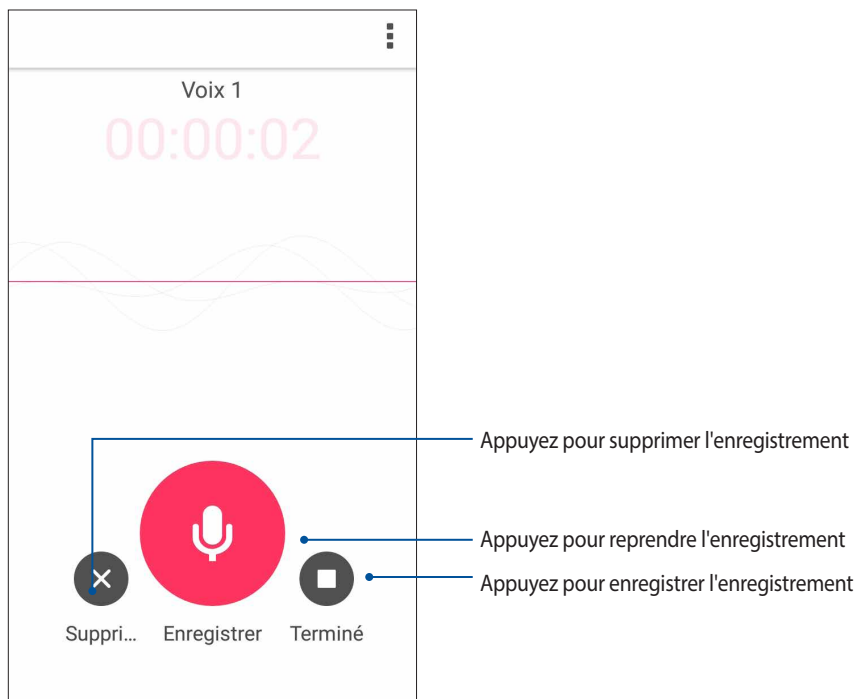 Voix 1
00:00:02
Appuyez pour supprimer l'enregistrement
Appuyez pour reprendre l'enregistrement
Appuyez pour enregistrer l'enregistrement
Suppri... Enregistrer Terminé